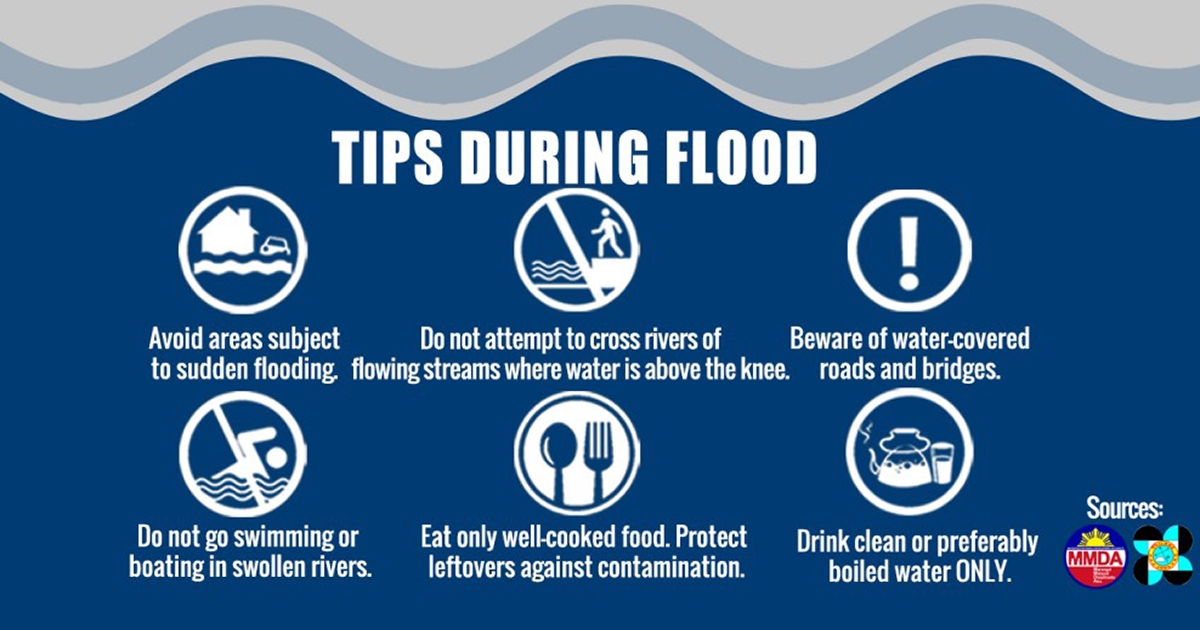 TIPS DURING FLOOD
Avoid areas subject
to sudden flooding.
Do not attempt to cross rivers of
flowing streams where water is above the knee.
Beware of water-covered
roads and bridges.
Do not go swimming or
boating in swollen rivers.
Eat only well-cooked food. Protect
leftovers against contamination.
Drink clean or preferably
boiled water ONLY.
Sources:
MMDA